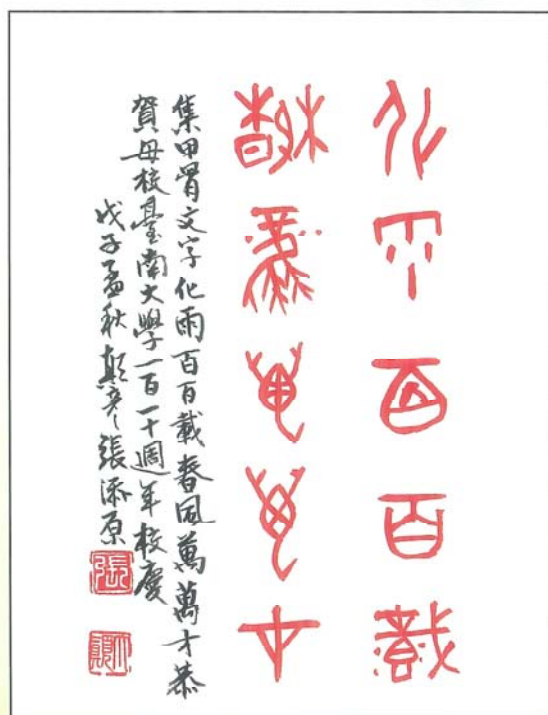 化雨百百載
春風萬萬才
集甲骨文字化雨百百載春風萬萬才恭
賀母校臺南大學一百一十週年校慶
戊子孟秋顛彥張添原
張